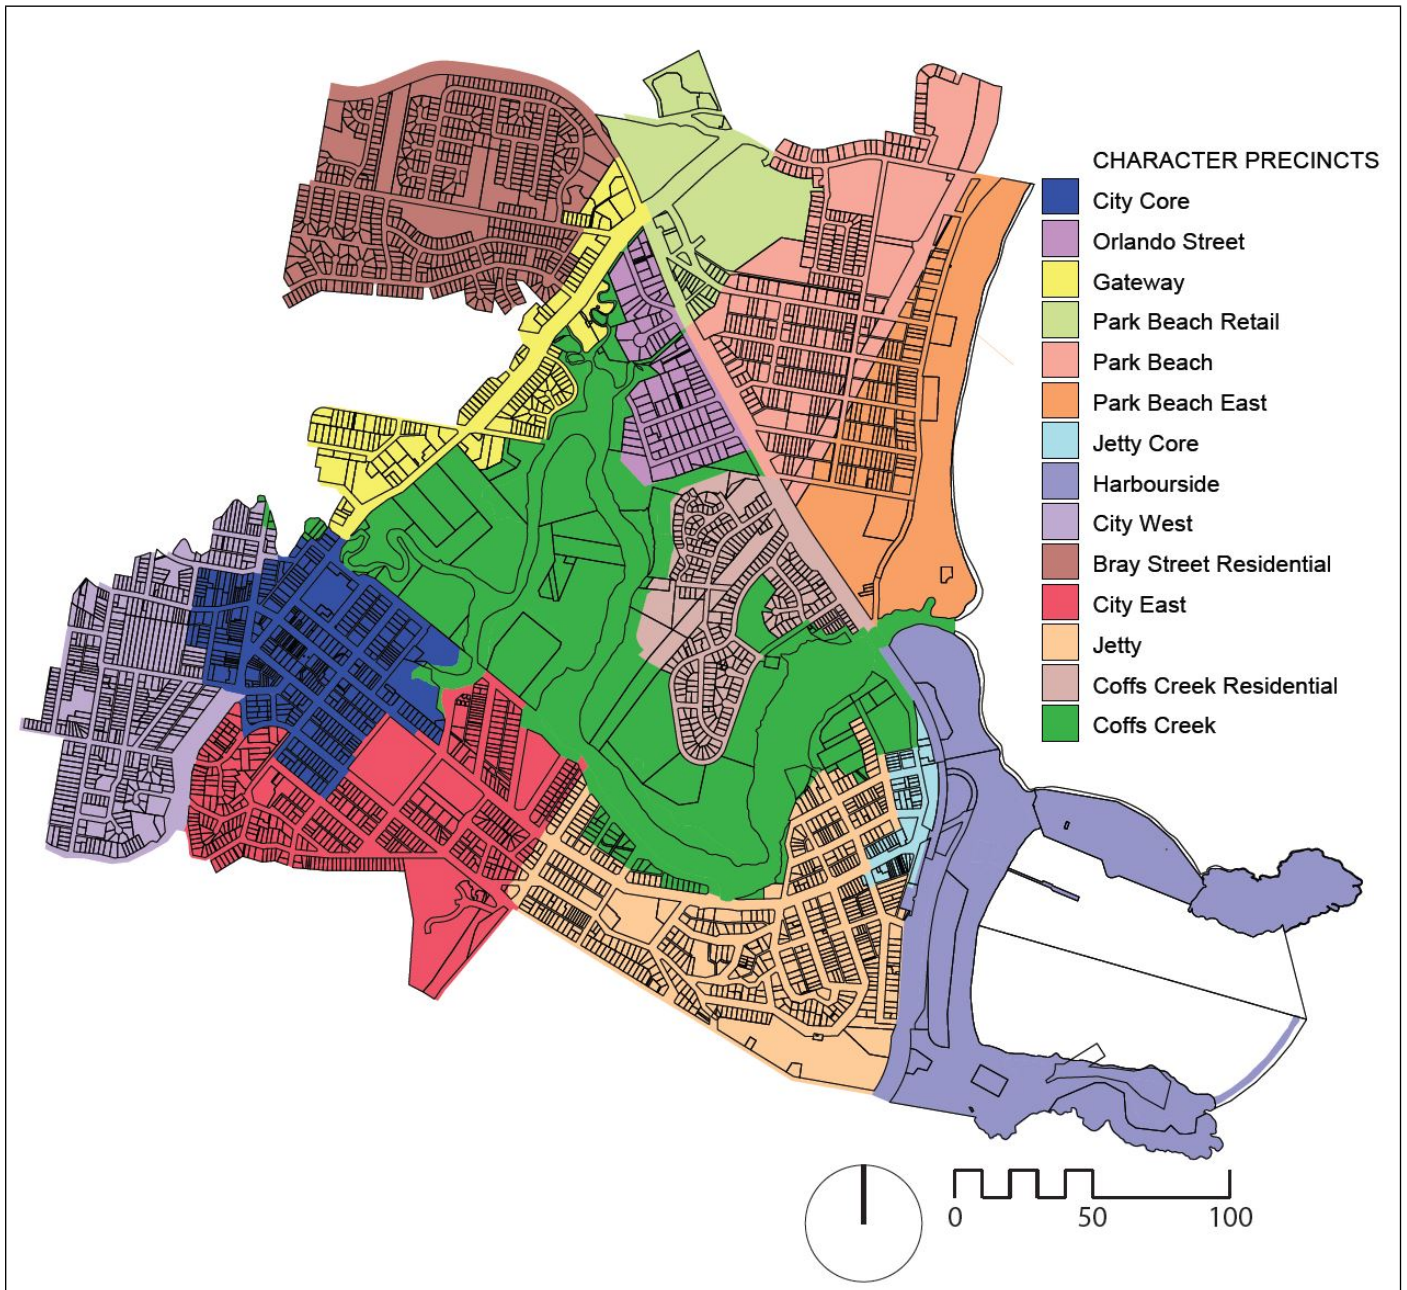 CHARACTER PRECINCTS
City Core
Orlando Street
Gateway
Park Beach Retail
Park Beach
Park Beach East
Jetty Core
Harbourside
City West
Bray Street Residential
City East
Jetty
Coffs Creek Residential
Coffs Creek
0 50 100